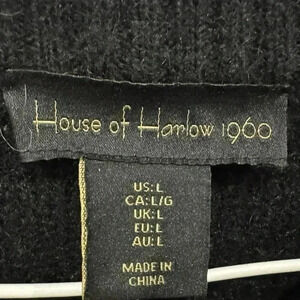 House of Harlow 1960
US: L
CA: L/G
UK: L
EU: L
AU: L
MADE IN
CHINA